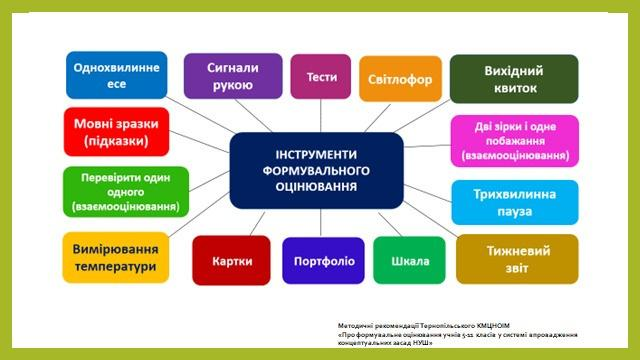 Однохвилинне
есе
Сигнали
рукою
Тести
Світлофор
Вихідний
квиток
Мовні зразки
(підказки)
ІНСТРУМЕНТИ
ФОРМУВАЛЬНОГО
ОЦІНЮВАННЯ
Дві зірки і одне
побажання
(взаємооцінювання)
Перевірити один
одного
(взаємооцінювання)
Трихвилинна
пауза
Вимірювання
температури
Картки
Портфоліо
Шкала
Тижневий
звіт
Методичні рекомендації Тернопільського КМЦНОІМ
«Про формувальне оцінювання учнів 5-11 класів у системі впровадження
концептуальних засад НУШ»